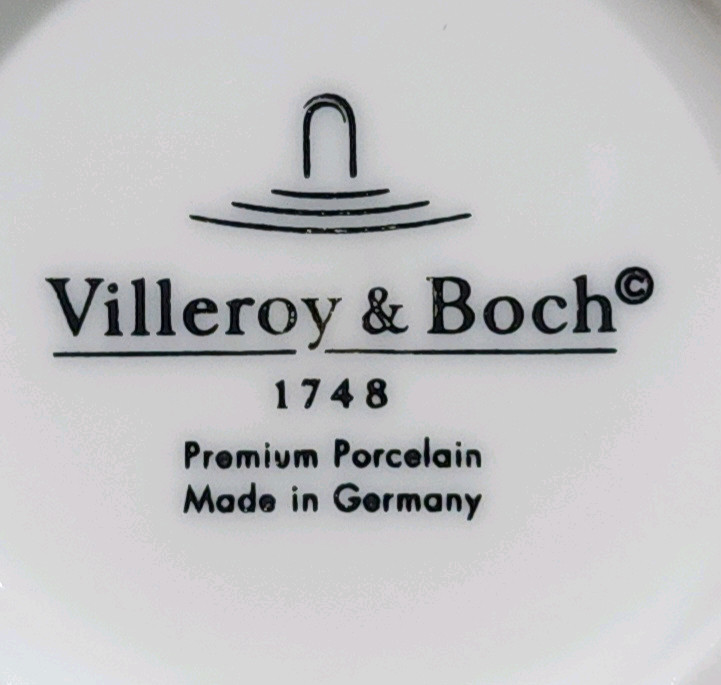 Villeroy & Boch©
1748
Premium Porcelain
Made in Germany